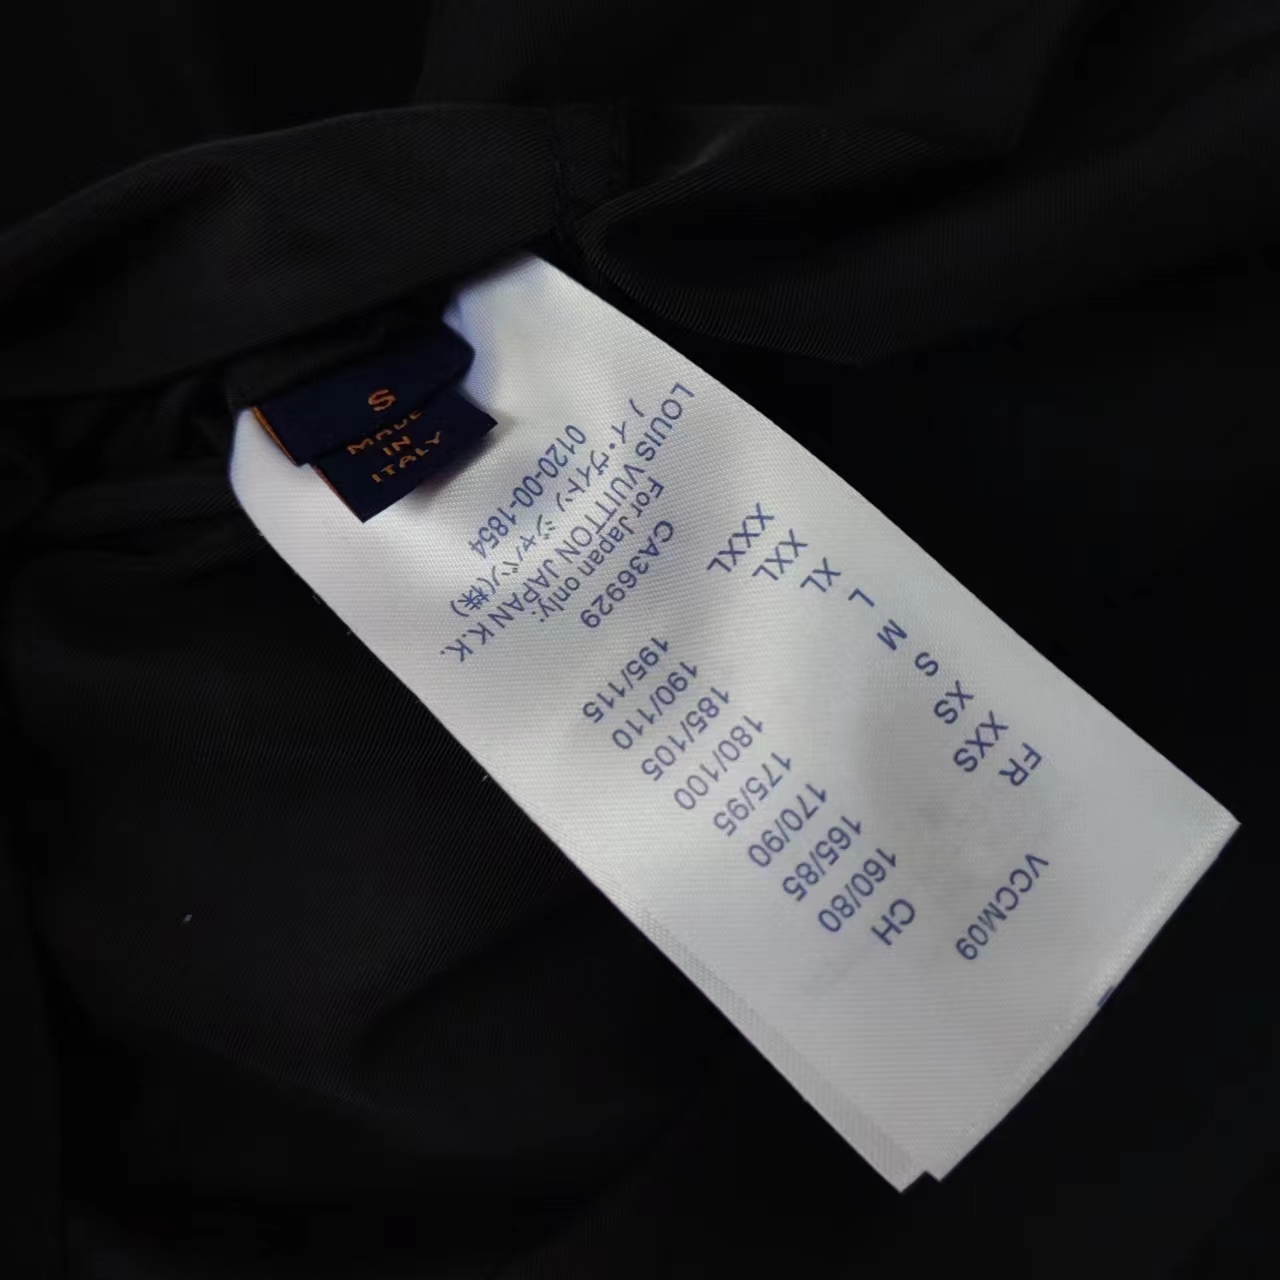 S
MADE
IN
ITALY
VCCM09
FR CH
XXS 160/80
XS 165/85
S 170/90
M 175/95
L 180/100
XL 185/105
XXL 190/110
XXXL 195/115
CA36929
For Japan only:
LOUIS VUITTON JAPAN K.K.
ルイ・ヴィトン ジャパン(株)
0120-00-1854